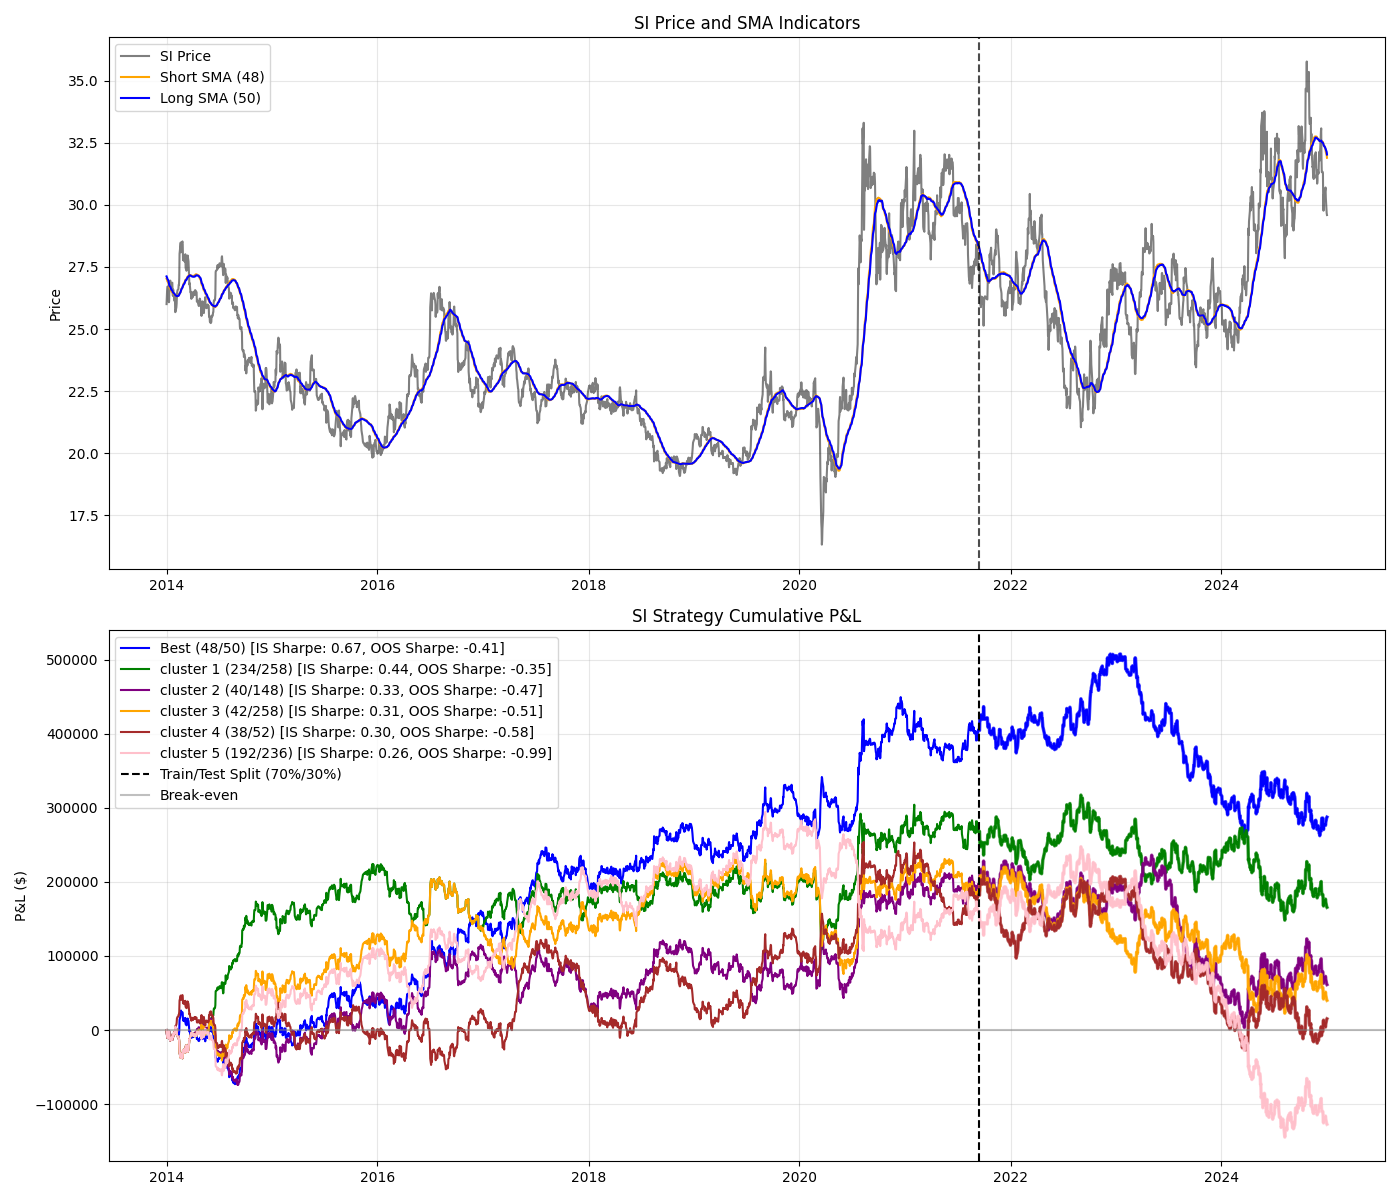 SI Price and SMA Indicators
SI Price
Short SMA (48)
Long SMA (50)
Price
35.0
32.5
30.0
27.5
25.0
22.5
20.0
17.5
2014 2016 2018 2020 2022 2024
SI Strategy Cumulative P&L
Best (48/50) [IS Sharpe: 0.67, OOS Sharpe: -0.41]
cluster 1 (234/258) [IS Sharpe: 0.44, OOS Sharpe: -0.35]
cluster 2 (40/148) [IS Sharpe: 0.33, OOS Sharpe: -0.47]
cluster 3 (42/258) [IS Sharpe: 0.31, OOS Sharpe: -0.51]
cluster 4 (38/52) [IS Sharpe: 0.30, OOS Sharpe: -0.58]
cluster 5 (192/236) [IS Sharpe: 0.26, OOS Sharpe: -0.99]
Train/Test Split (70%/30%)
Break-even
P&L ($)
500000
400000
300000
200000
100000
0
−100000
2014 2016 2018 2020 2022 2024